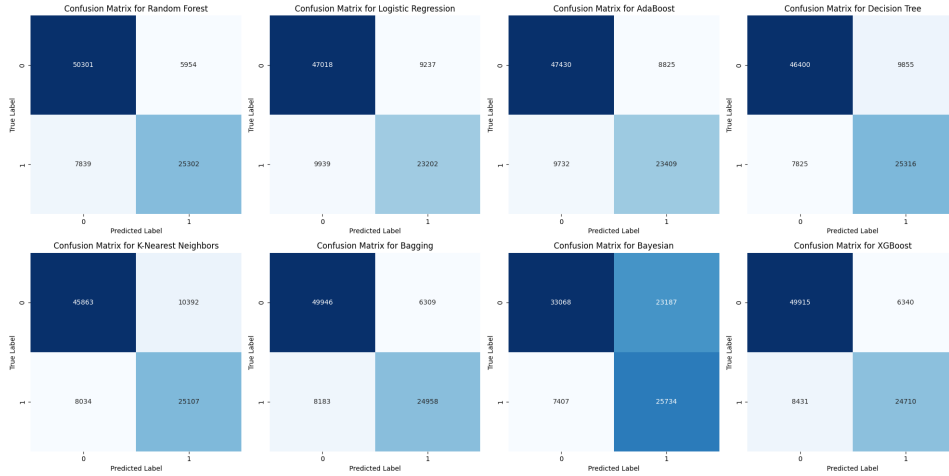 Confusion Matrix for Random Forest
True Label
0
50301
5954
1
7839
25302
0
1
Predicted Label
Confusion Matrix for Logistic Regression
True Label
0
47018
9237
1
9939
23202
0
1
Predicted Label
Confusion Matrix for AdaBoost
True Label
0
47430
8825
1
9732
23409
0
1
Predicted Label
Confusion Matrix for Decision Tree
True Label
0
46400
9855
1
7825
25316
0
1
Predicted Label
Confusion Matrix for K-Nearest Neighbors
True Label
0
45863
10392
1
8034
25107
0
1
Predicted Label
Confusion Matrix for Bagging
True Label
0
49946
6309
1
8183
24958
0
1
Predicted Label
Confusion Matrix for Bayesian
True Label
0
33068
23187
1
7407
25734
0
1
Predicted Label
Confusion Matrix for XGBoost
True Label
0
49915
6340
1
8431
24710
0
1
Predicted Label